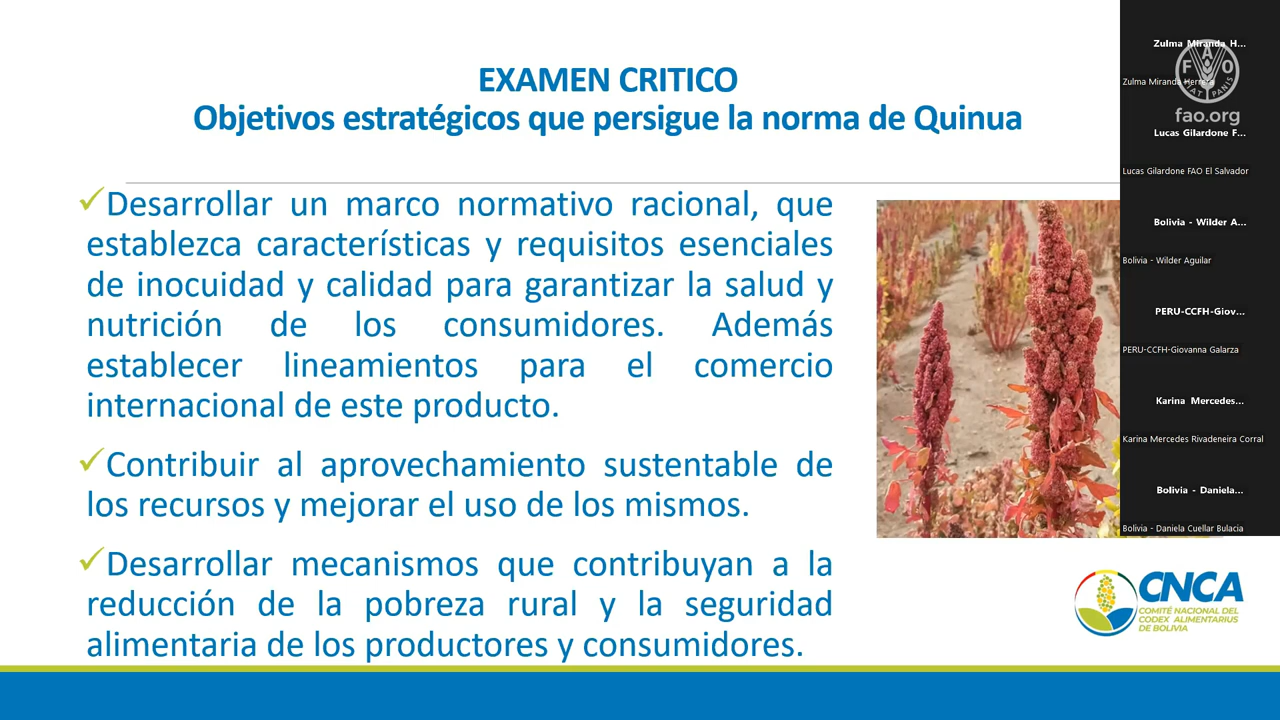 EXAMEN CRITICO
Objetivos estratégicos que persigue la norma de Quinua
Desarrollar un marco normativo racional, que
establezca características y requisitos esenciales
de inocuidad y calidad para garantizar la salud y
nutrición de los consumidores. Además
establecer lineamientos para el comercio
internacional de este producto.
Contribuir al aprovechamiento sustentable de
los recursos y mejorar el uso de los mismos.
Desarrollar mecanismos que contribuyan a la
reducción de la pobreza rural y la seguridad
alimentaria de los productores y consumidores.
Zulma Miranda H...
Zulma Miranda Herrera
FAO
FIAT PANIS
fao.org
Lucas Gilardone F...
Lucas Gilardone FAO El Salvador
Bolivia - Wilder A...
Bolivia - Wilder Aguilar
PERU-CCFH-Giov...
PERU-CCFH-Giovanna Galarza
Karina Mercedes...
Karina Mercedes Rivadeneira Corral
Bolivia - Daniela...
Bolivia - Daniela Cuellar Bulacia
CNCA
COMITÉ NACIONAL DEL
CODEX ALIMENTARIUS
DE BOLIVIA